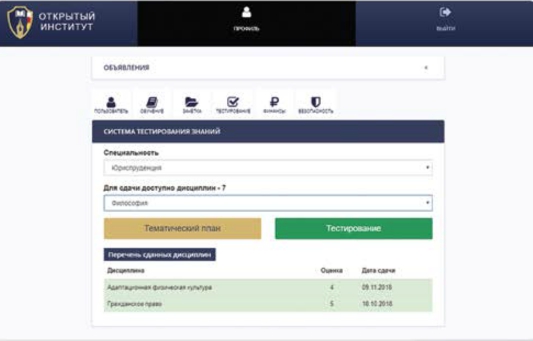 ОТКРЫТЫЙ
ИНСТИТУТ
ПРОФИЛЬ
ВЫЙТИ
ОБЪЯВЛЕНИЯ
ПОЛЬЗОВАТЕЛЬ ОБУЧЕНИЕ ЗАЧЕТКА ТЕСТИРОВАНИЕ ФИНАНСЫ БЕЗОПАСНОСТЬ
СИСТЕМА ТЕСТИРОВАНИЯ ЗНАНИЙ
Специальность
Юриспруденция
Для сдачи доступно дисциплин - 7
Философия
Тематический план Тестирование
Перечень сданных дисциплин
Дисциплина Оценка Дата сдачи
Адаптационная физическая культура 4 09.11.2018
Гражданское право 5 18.10.2018